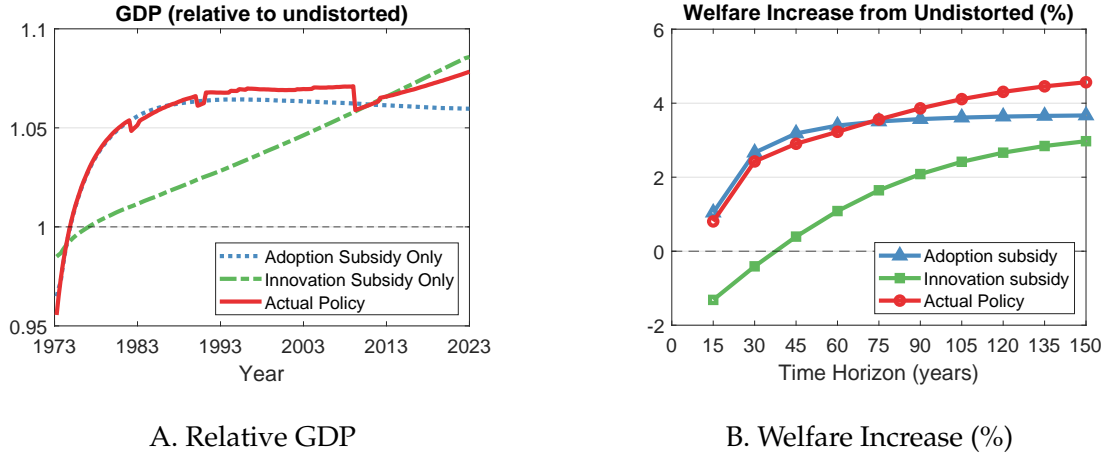 GDP (relative to undistorted)
1.1
1.05
1
0.95
1973 1983 1993 2003 2013 2023
Year
Adoption Subsidy Only
Innovation Subsidy Only
Actual Policy
A. Relative GDP
Welfare Increase from Undistorted (%)
6
4
2
0
-2
0 15 30 45 60 75 90 105 120 135 150
Time Horizon (years)
Adoption subsidy
Innovation subsidy
Actual Policy
B. Welfare Increase (%)